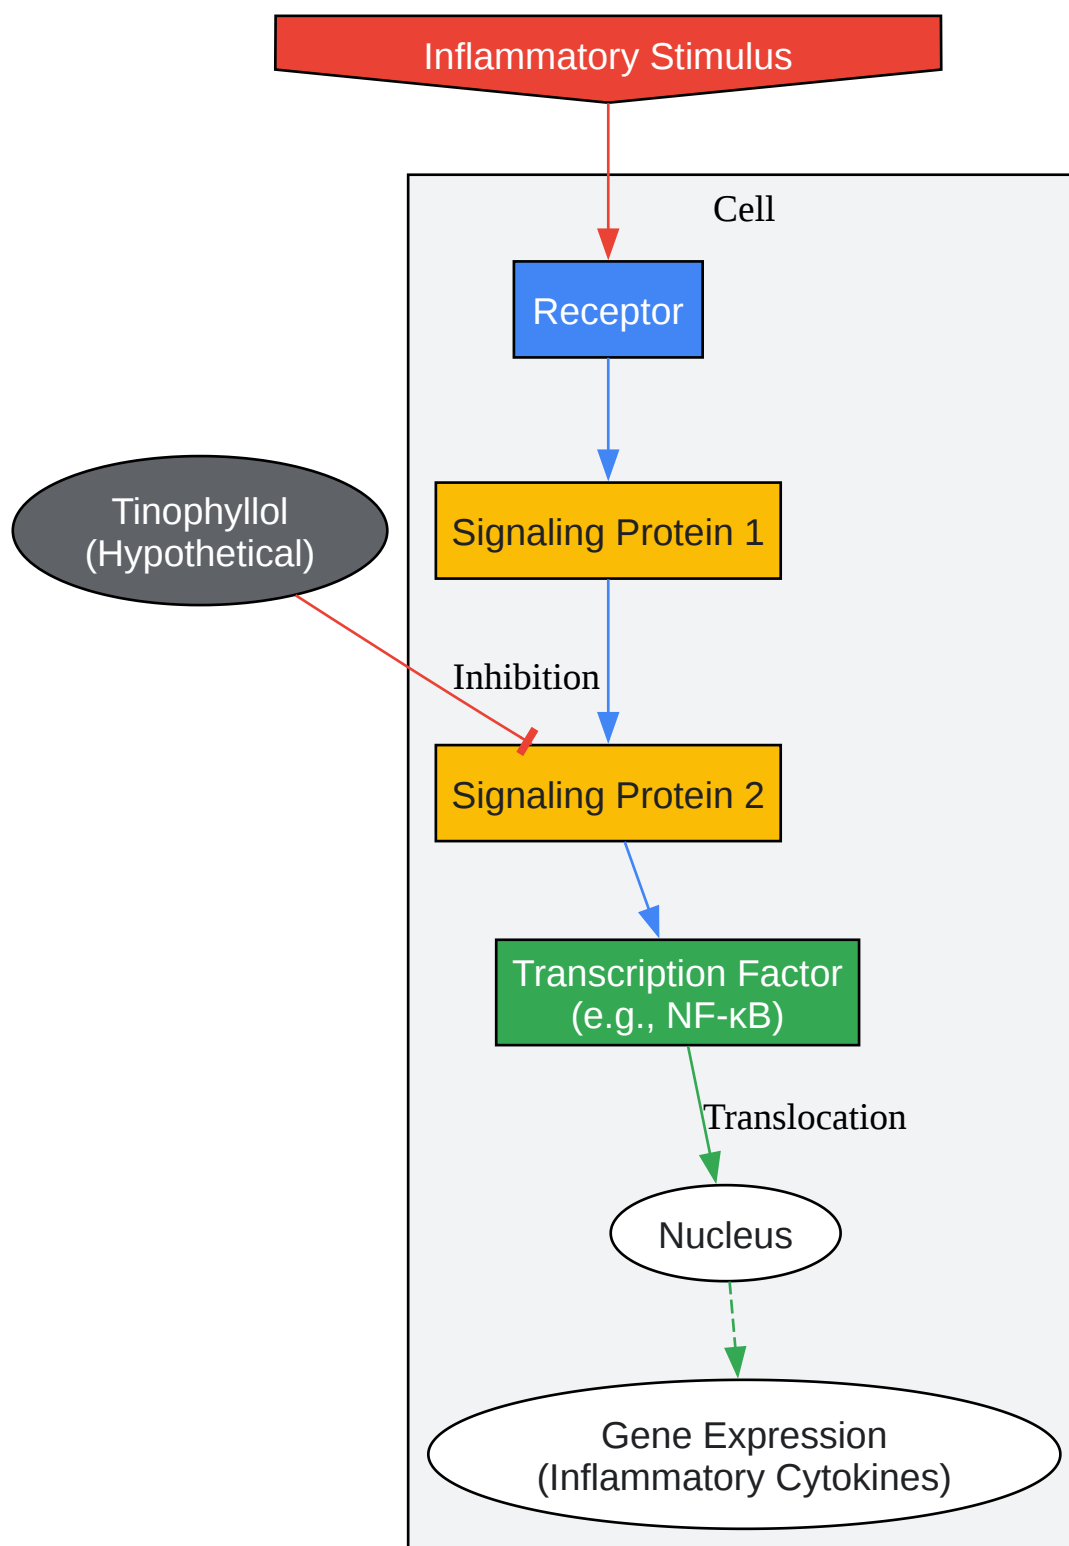 Inflammatory Stimulus
Cell
Receptor
Signaling Protein 1
Tinophyllol
(Hypothetical)
Inhibition
Signaling Protein 2
Transcription Factor
(e.g., NF-κB)
Translocation
Nucleus
Gene Expression
(Inflammatory Cytokines)